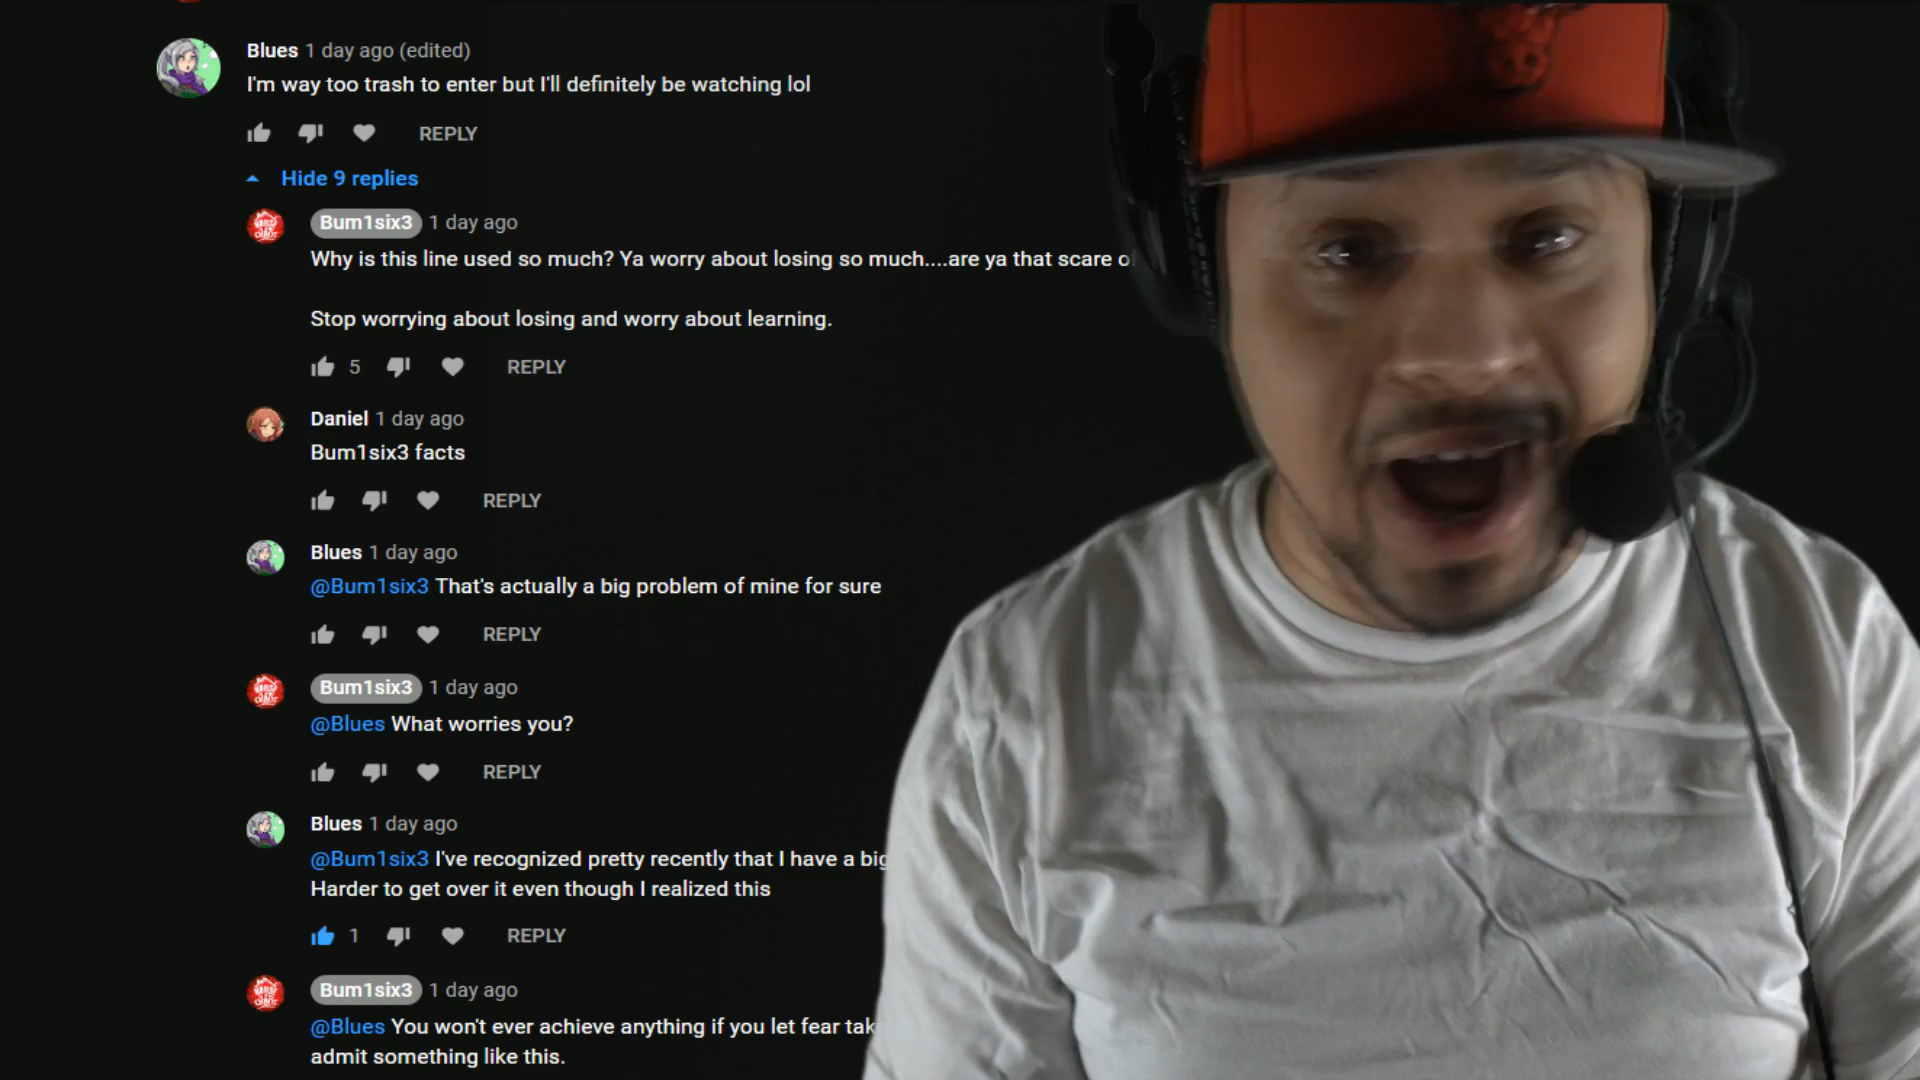 Blues 1 day ago (edited)
I'm way too trash to enter but I'll definitely be watching lol
REPLY
Hide 9 replies
Bum1six3 1 day ago
Why is this line used so much? Ya worry about losing so much....are ya that scare
Stop worrying about losing and worry about learning.
5 REPLY
Daniel 1 day ago
Bum1six3 facts
REPLY
Blues 1 day ago
@Bum1six3 That's actually a big problem of mine for sure
REPLY
Bum1six3 1 day ago
@Blues What worries you?
REPLY
Blues 1 day ago
@Bum1six3 I've recognized pretty recently that I have a big
Harder to get over it even though I realized this
1 REPLY
Bum1six3 1 day ago
@Blues You won't ever achieve anything if you let fear
admit something like this.